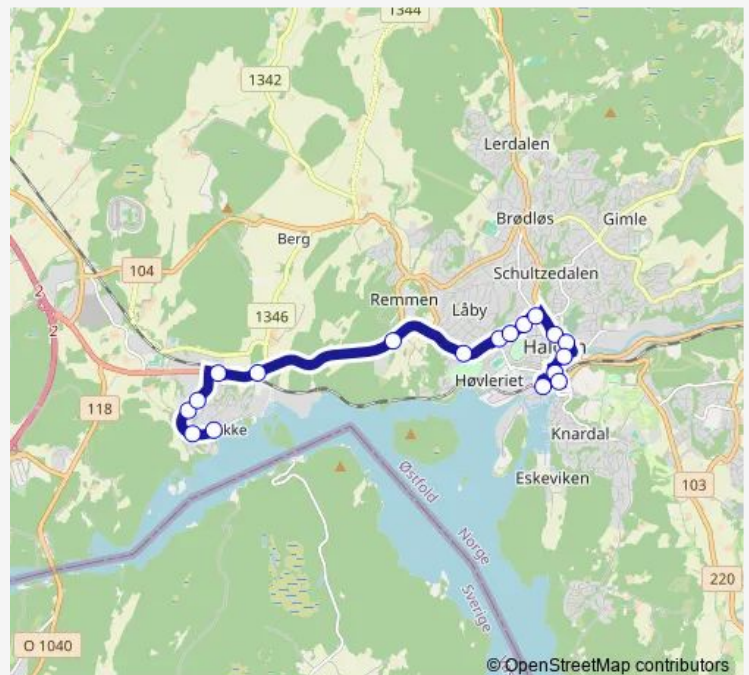 1344
1342
Lerdalen
Brødløs
Gimle
Berg
104
Schultzedalen
2
2
Remmen
1346
Låby
Høvleriet
118
Knardal
Østfold
Eskeviken
103
Norge
Sverige
220
O 1040
© OpenStreetMap contributors